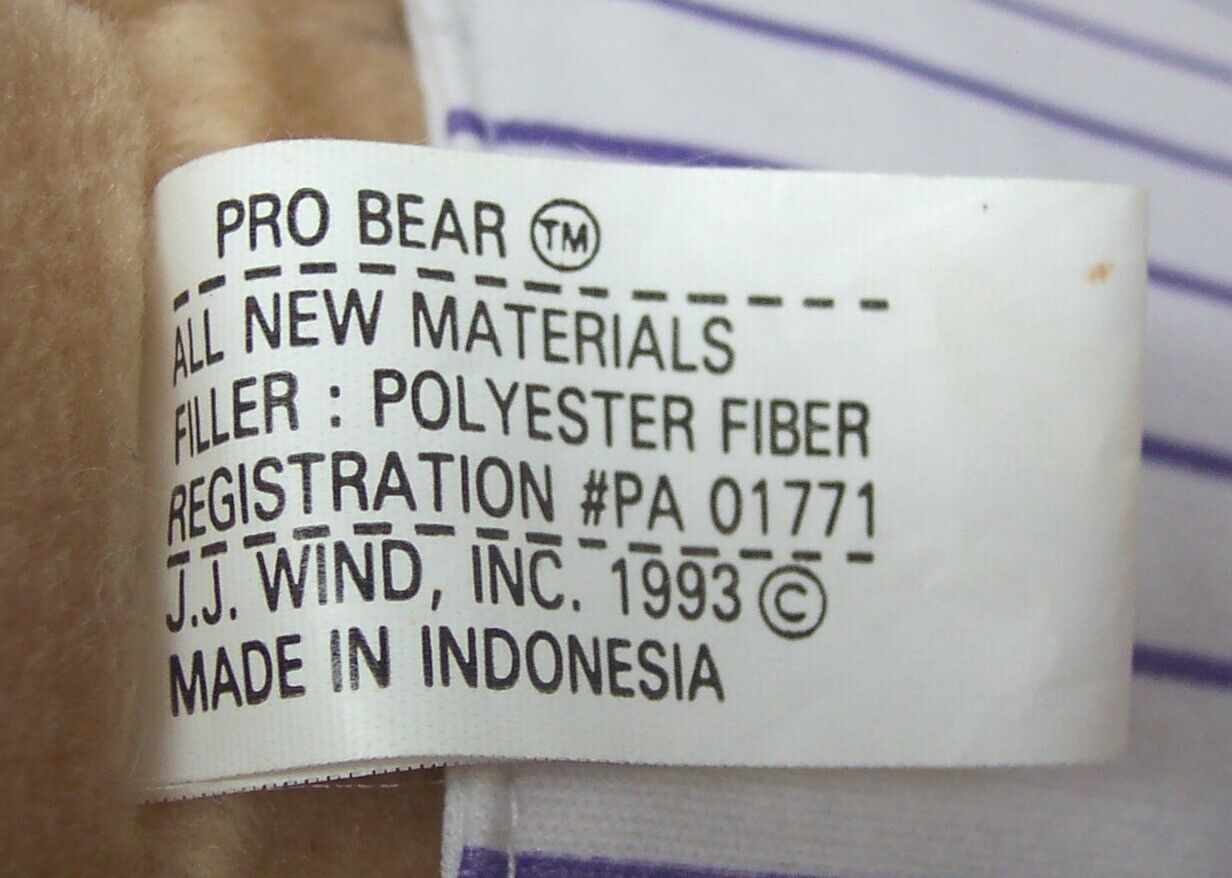 PRO BEAR ™
ALL NEW MATERIALS
FILLER : POLYESTER FIBER
REGISTRATION #PA 01771
J.J. WIND, INC. 1993 ©
MADE IN INDONESIA